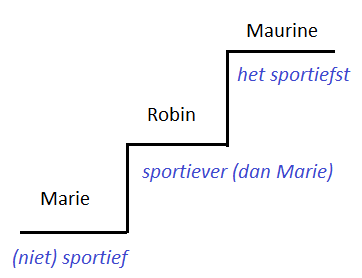 Maurine
het sportiefst
Robin
sportiever (dan Marie)
Marie
(niet) sportief